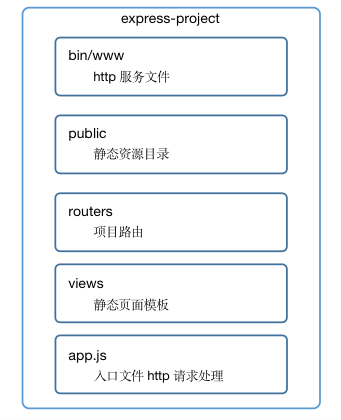 express-project
bin/www
http 服务文件
public
静态资源目录
routers
项目路由
views
静态页面模板
app.js
入口文件 http 请求处理